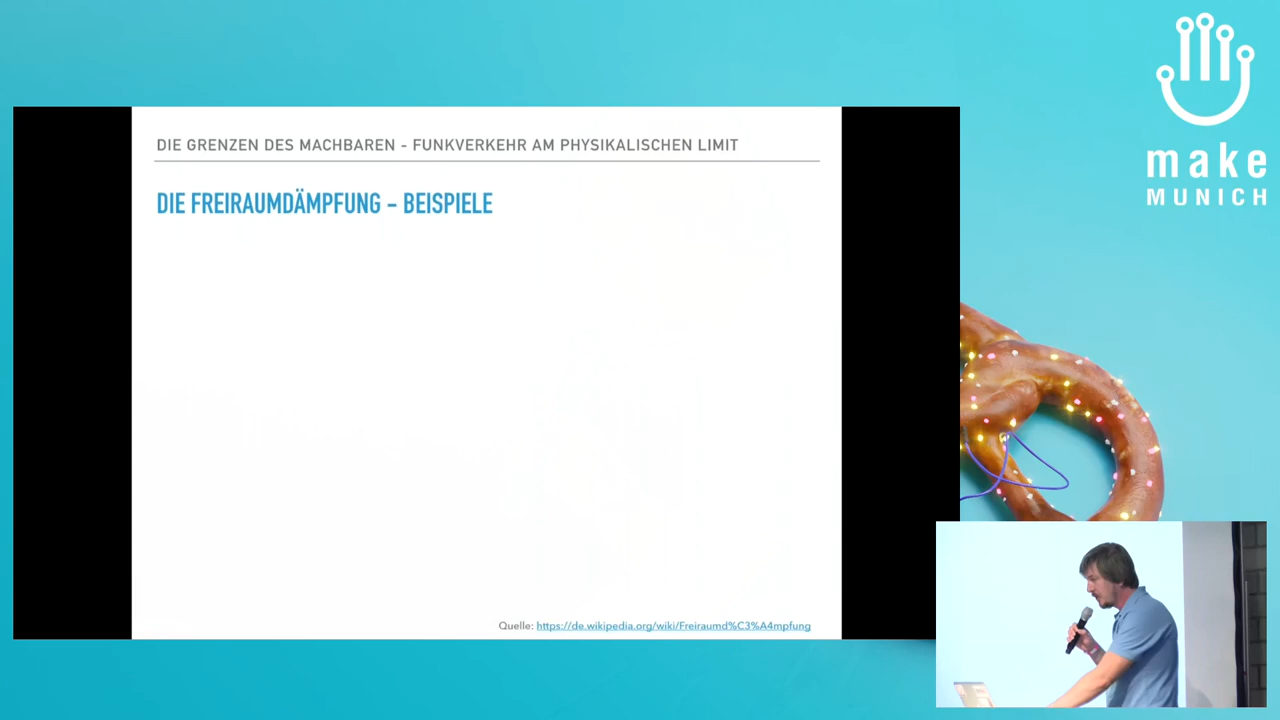 DIE GRENZEN DES MACHBAREN - FUNKVERKEHR AM PHYSIKALISCHEN LIMIT
DIE FREIRAUMDÄMPFUNG – BEISPIELE
Quelle: https://de.wikipedia.org/wiki/Freiraumd%C3%A4mpfung
make
MUNICH